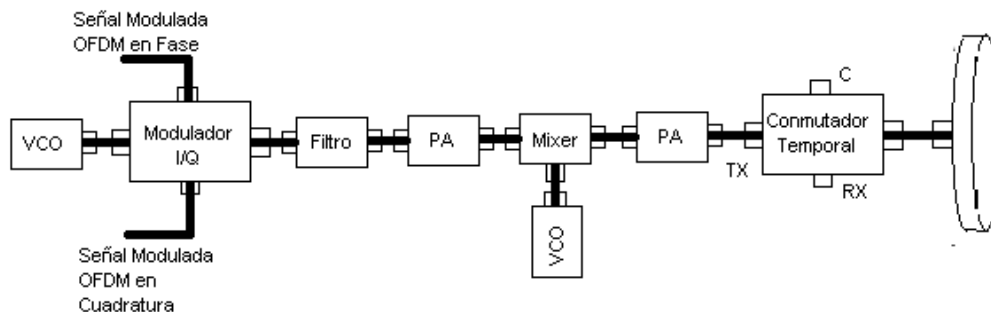 Señal Modulada
OFDM en Fase
VCO
Modulador
I/Q
Filtro
PA
Mixer
PA
C
Conmutador
Temporal
TX
RX
VCO
Señal Modulada
OFDM en
Cuadratura